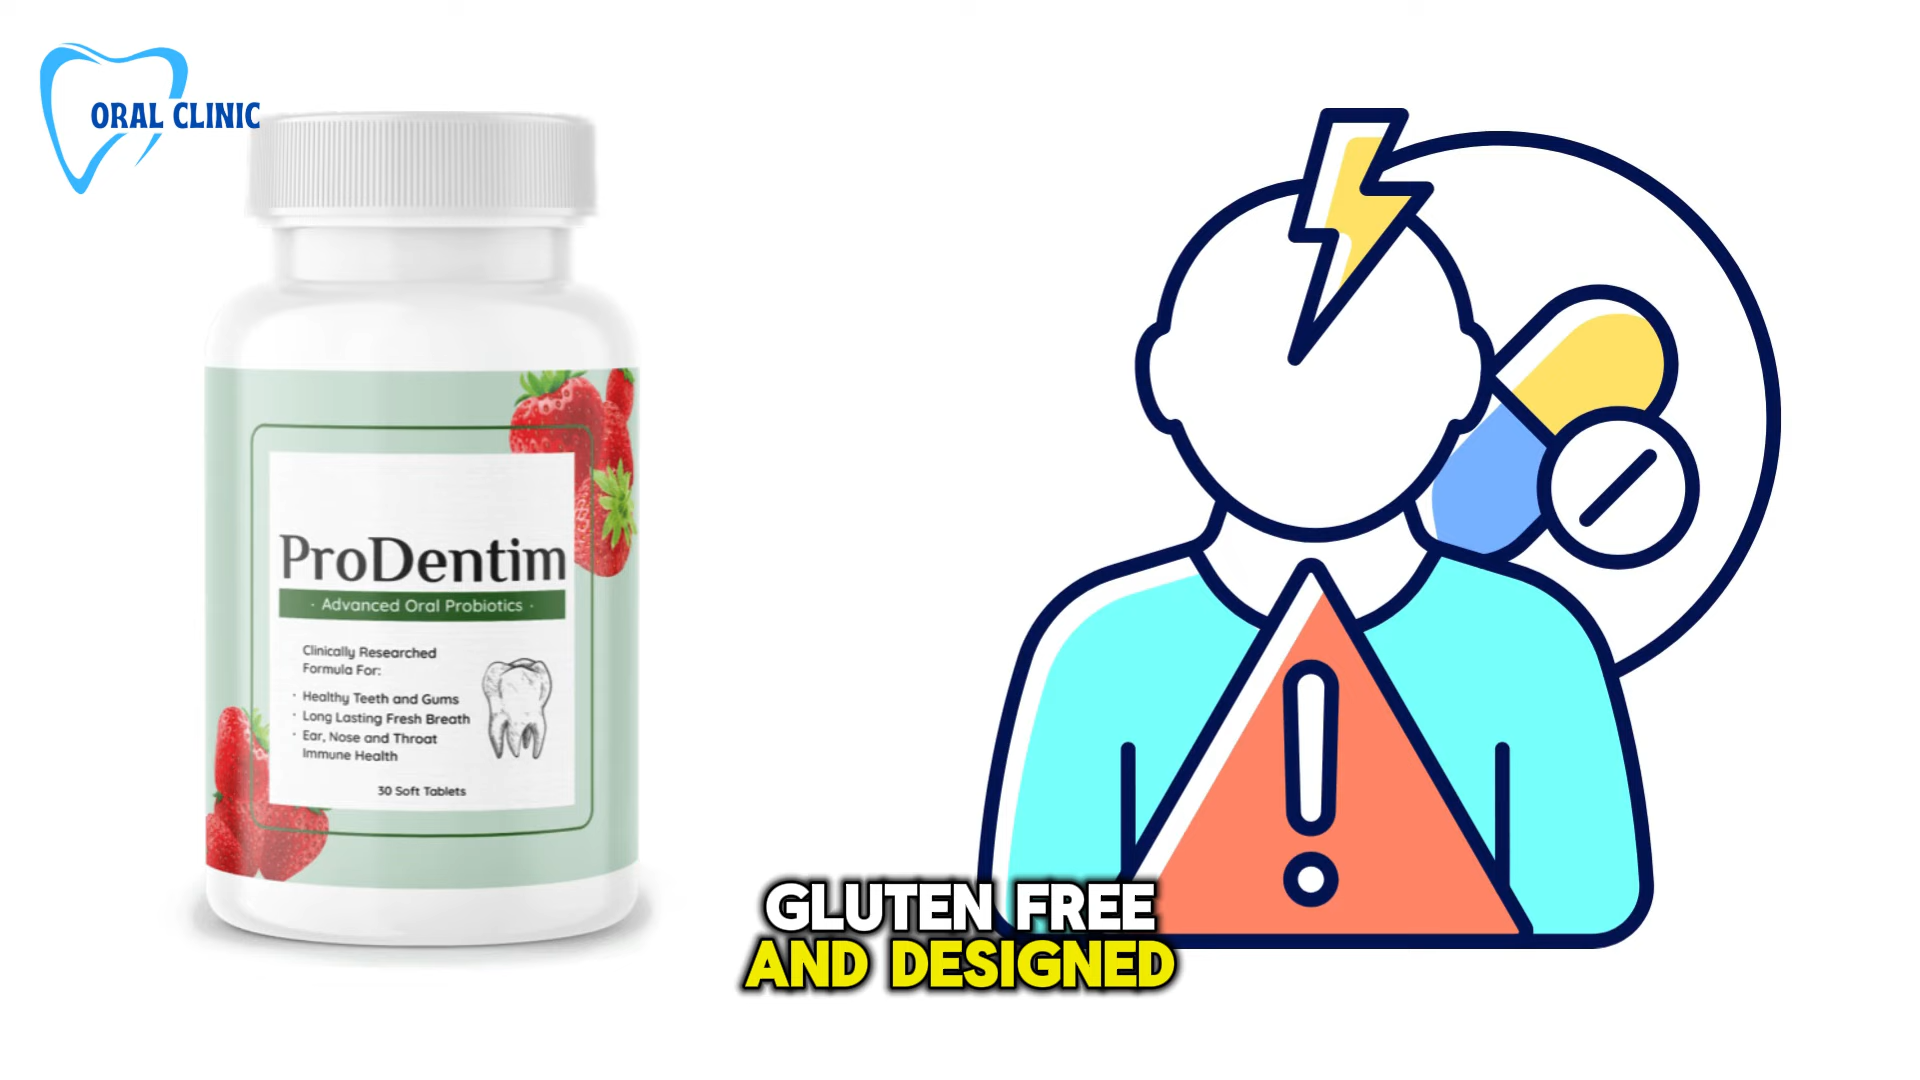 ORAL CLINIC
ProDentim
· Advanced Oral Probiotics ·
Clinically Researched
Formula For:
· Healthy Teeth and Gums
· Long Lasting Fresh Breath
· Ear, Nose and Throat
Immune Health
30 Soft Tablets
GLUTEN FREE
AND DESIGNED